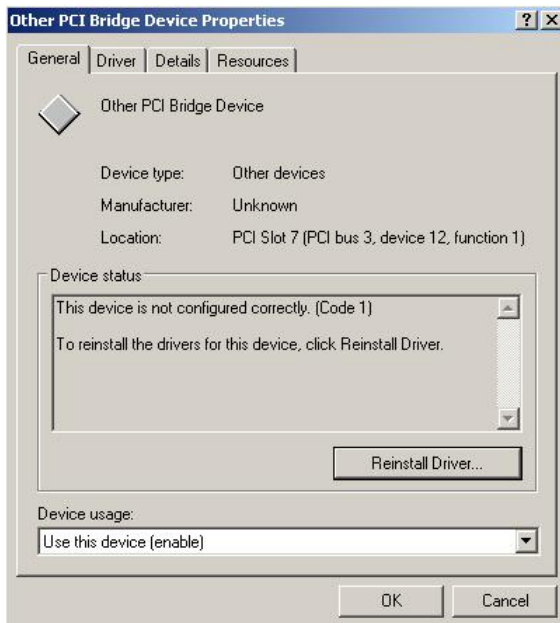 Other PCI Bridge Device Properties
General Driver Details Resources
Other PCI Bridge Device
Device type: Other devices
Manufacturer: Unknown
Location: PCI Slot 7 (PCI bus 3, device 12, function 1)
Device status
This device is not configured correctly. (Code 1)
To reinstall the drivers for this device, click Reinstall Driver.
Reinstall Driver...
Device usage:
Use this device (enable)
OK Cancel